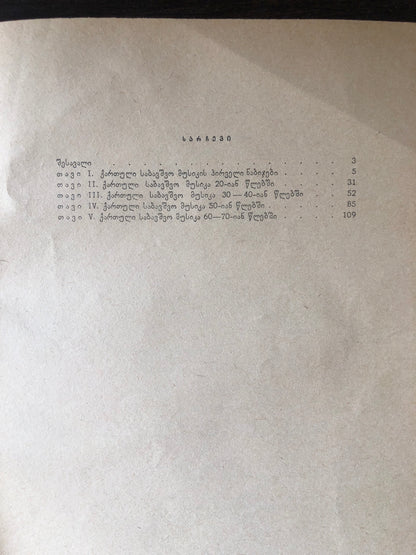 სარჩევი
შესავალი . . . . . . . . . . . . . . . 3
თავი I. ქართული საბავშვო მუსიკის პირველი ნაბიჯები . . . . . 5
თავი II. ქართული საბავშვო მუსიკა 20-იან წლებში . . . . . 31
თავი III. ქართული საბავშვო მუსიკა 30—40-იან წლებში . . . 52
თავი IV. ქართული საბავშვო მუსიკა 50-იან წლებში . . . . . 85
თავი V. ქართული საბავშვო მუსიკა 60—70-იან წლებში . . . . 109